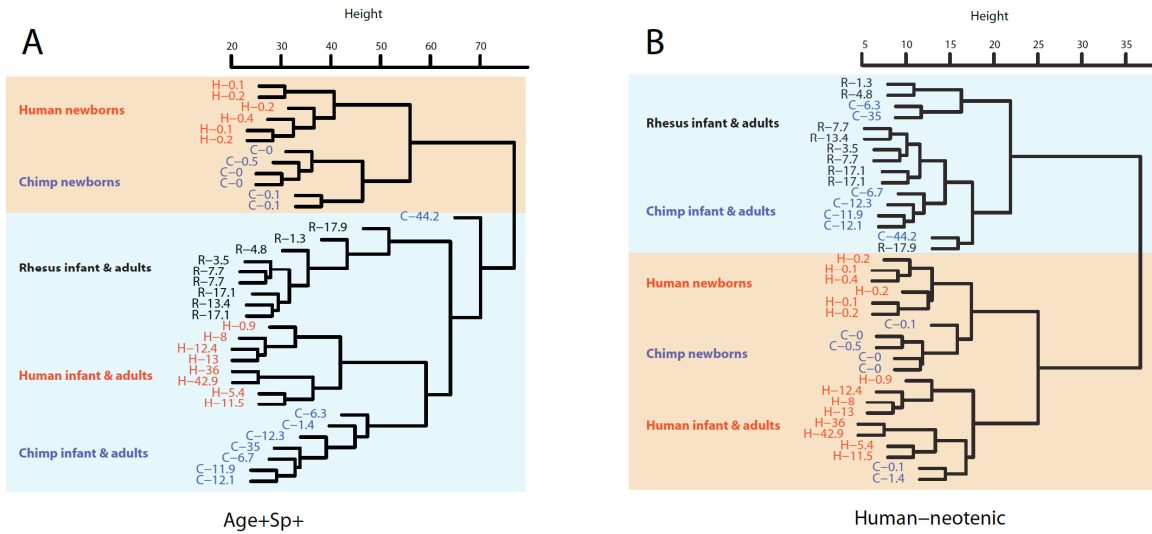 A
Height
20 30 40 50 60 70
Human newborns
H−0.1
H−0.2
H−0.2
H−0.4
H−0.1
H−0.2
Chimp newborns
C−0
C−0.5
C−0
C−0
C−0.1
C−0.1
C−44.2
Rhesus infant & adults
R−17.9
R−1.3
R−4.8
R−3.5
R−7.7
R−7.7
R−17.1
R−13.4
R−17.1
Human infant & adults
H−0.9
H−8
H−12.4
H−13
H−36
H−42.9
H−5.4
H−11.5
Chimp infant & adults
C−6.3
C−1.4
C−12.3
C−35
C−6.7
C−11.9
C−12.1
Age+Sp+
B
Height
5 10 15 20 25 30 35
Rhesus infant & adults
R−1.3
R−4.8
C−6.3
C−35
R−7.7
R−13.4
R−3.5
R−7.7
R−17.1
R−17.1
Chimp infant & adults
C−6.7
C−12.3
C−11.9
C−12.1
C−44.2
R−17.9
Human newborns
H−0.2
H−0.1
H−0.4
H−0.2
H−0.1
H−0.2
Chimp newborns
C−0.1
C−0
C−0.5
C−0
C−0
Human infant & adults
H−0.9
H−12.4
H−8
H−13
H−36
H−42.9
H−5.4
H−11.5
C−0.1
C−1.4
Human−neotenic